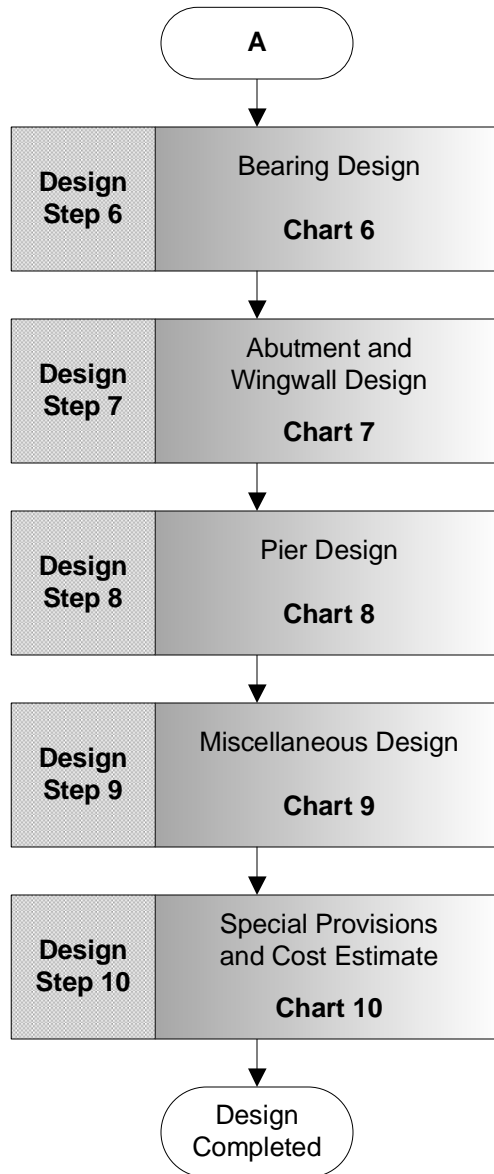 A
Design
Step 6
Bearing Design
Chart 6
Design
Step 7
Abutment and
Wingwall Design
Chart 7
Design
Step 8
Pier Design
Chart 8
Design
Step 9
Miscellaneous Design
Chart 9
Design
Step 10
Special Provisions
and Cost Estimate
Chart 10
Design
Completed